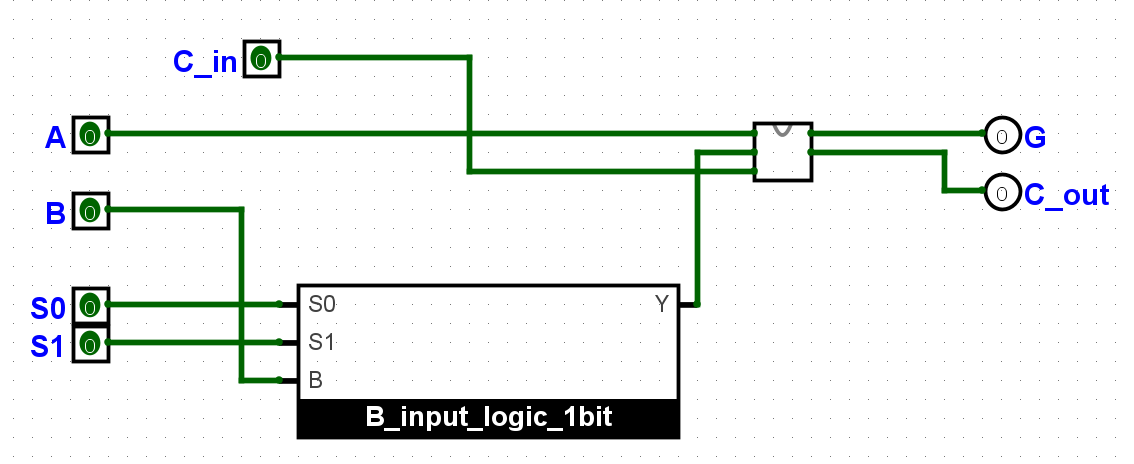 C_in 0
A 0
0 G
B 0
0 C_out
S0 0
S0 Y
S1 0
S1
B
B_input_logic_1bit